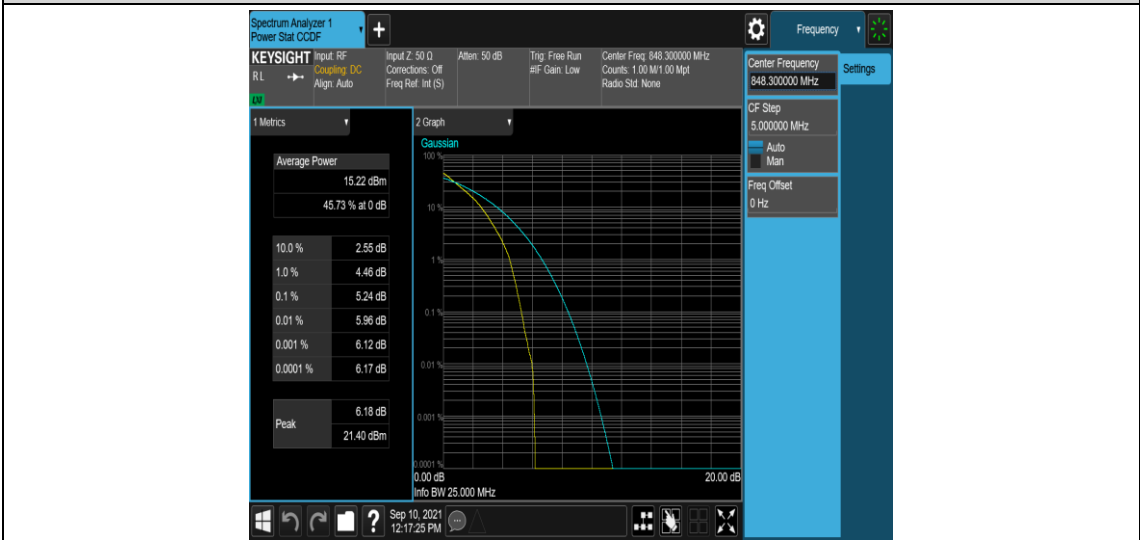 Spectrum Analyzer 1
Power Stat CCDF
+
Frequency
KEYSIGHT
Input: RF
Coupling: DC
Align: Auto
RL
LXI
Input Z: 50 Ω
Corrections: Off
Freq Ref: Int (S)
Atten: 50 dB
Trig: Free Run
#IF Gain: Low
Center Freq: 848.300000 MHz
Counts: 1.00 M/1.00 Mpt
Radio Std: None
Center Frequency
848.300000 MHz
Settings
CF Step
5.000000 MHz
Auto
Man
Freq Offset
0 Hz
1 Metrics
Average Power
15.22 dBm
45.73 % at 0 dB
10.0 % 2.55 dB
1.0 % 4.46 dB
0.1 % 5.24 dB
0.01 % 5.96 dB
0.001 % 6.12 dB
0.0001 % 6.17 dB
Peak
6.18 dB
21.40 dBm
2 Graph
Gaussian
100 %
10 %
1 %
0.1 %
0.01 %
0.001 %
0.0001 %
0.00 dB 20.00 dB
Info BW 25.000 MHz
?
Sep 10, 2021
12:17:25 PM